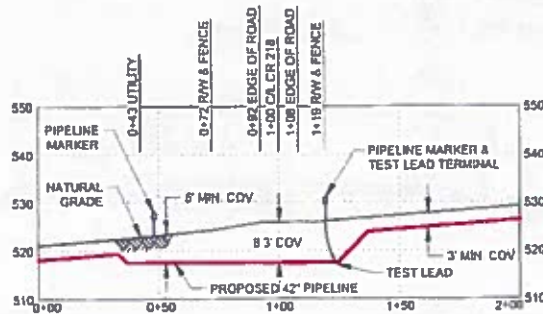 0+43 UTILITY
0+72 R/W & FENCE
0+92 EDGE OF ROAD
1+00 C/L CR 218
1+08 EDGE OF ROAD
1+19 R/W & FENCE
550
550
PIPELINE
MARKER
PIPELINE MARKER &
TEST LEAD TERMINAL
540
540
NATURAL
GRADE
6' MIN. COV.
530
530
8.3' COV
520
3' MIN. COV
520
TEST LEAD
PROPOSED 42" PIPELINE
510
510
0+00
0+50
1+00
1+50
2+00